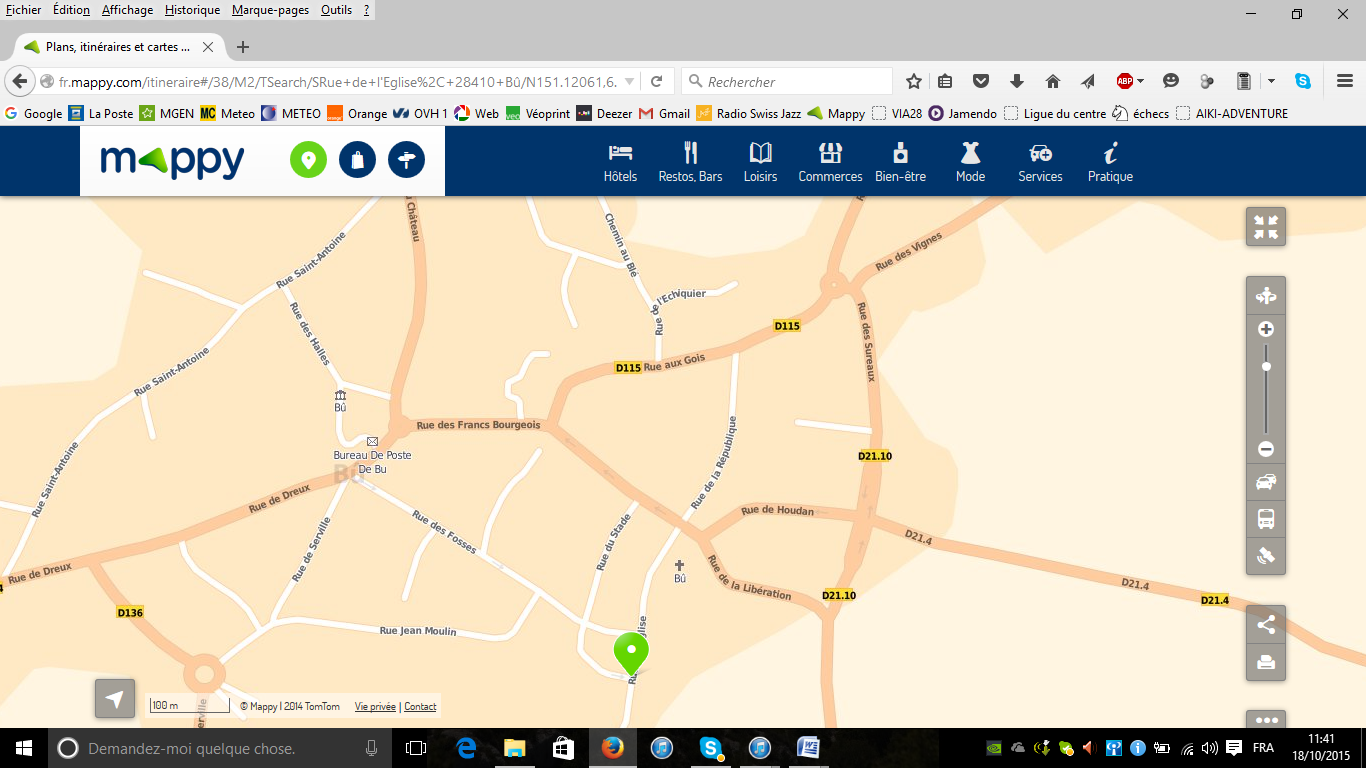 Fichier Édition Affichage Historique Marque-pages Outils ?
Plans, itinéraires et cartes ...
fr.mappy.com/itineraire#/38/M2/TSearch/SRue+de+l'Eglise%2C+28410+Bû/N151.12061,6.
Rechercher
ABP
Google La Poste MGEN MC Meteo METEO Orange OVH 1 Web Véoprint Deezer Gmail Radio Swiss Jazz Mappy VIA28 Jamendo Ligue du centre échecs AIKI-ADVENTURE
mappy
Hôtels Restos, Bars Loisirs Commerces Bien-être Mode Services Pratique
Château
Chemin au Blé
Rue des Vignes
Rue Saint-Antoine
Rue de l'Echiquier
Rue des Halles
D115
Rue des Sureaux
Rue Saint-Antoine
D115 Rue aux Gois
Bû
Rue des Francs Bourgeois
Rue de la République
Bureau De Poste
De Bu
Bû
D21.10
Rue Saint-Antoine
Rue de Dreux
Rue de Houdan
Rue des Fosses
Rue du Stade
D21.4
Rue de Serville
Bû
Rue de Dreux
Rue de la Libération
D21.4
D21.10
D21.4
D136
Rue Jean Moulin
glise
erville
100 m
© Mappy | 2014 TomTom Vie privée | Contact
Demandez-moi quelque chose.
FRA
11:41
18/10/2015